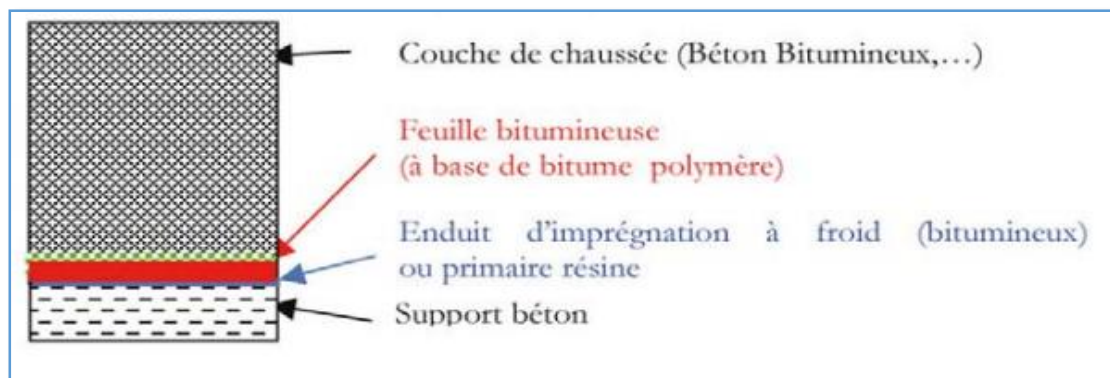 Couche de chaussée (Béton Bitumineux,…)
Feuille bitumineuse
(à base de bitume polymère)
Enduit d’imprégnation à froid (bitumineux)
ou primaire résine
Support béton